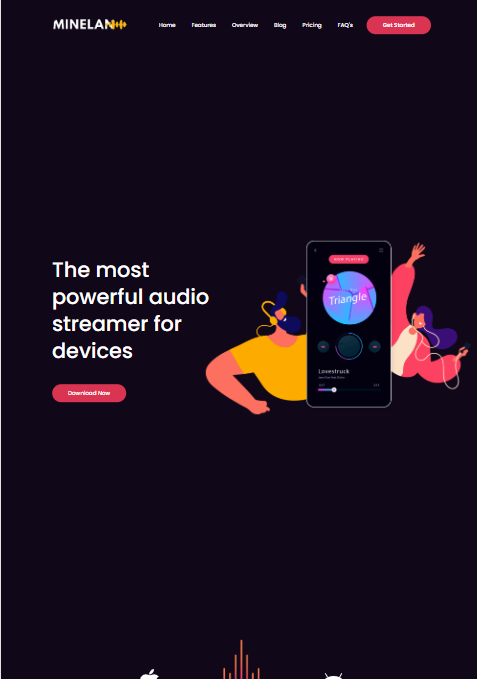 MINELAN
Home Features Overview Blog Pricing FAQ's Get Started
The most
powerful audio
streamer for
devices
Download Now
NOW PLAYING
Triangle
Lovestruck